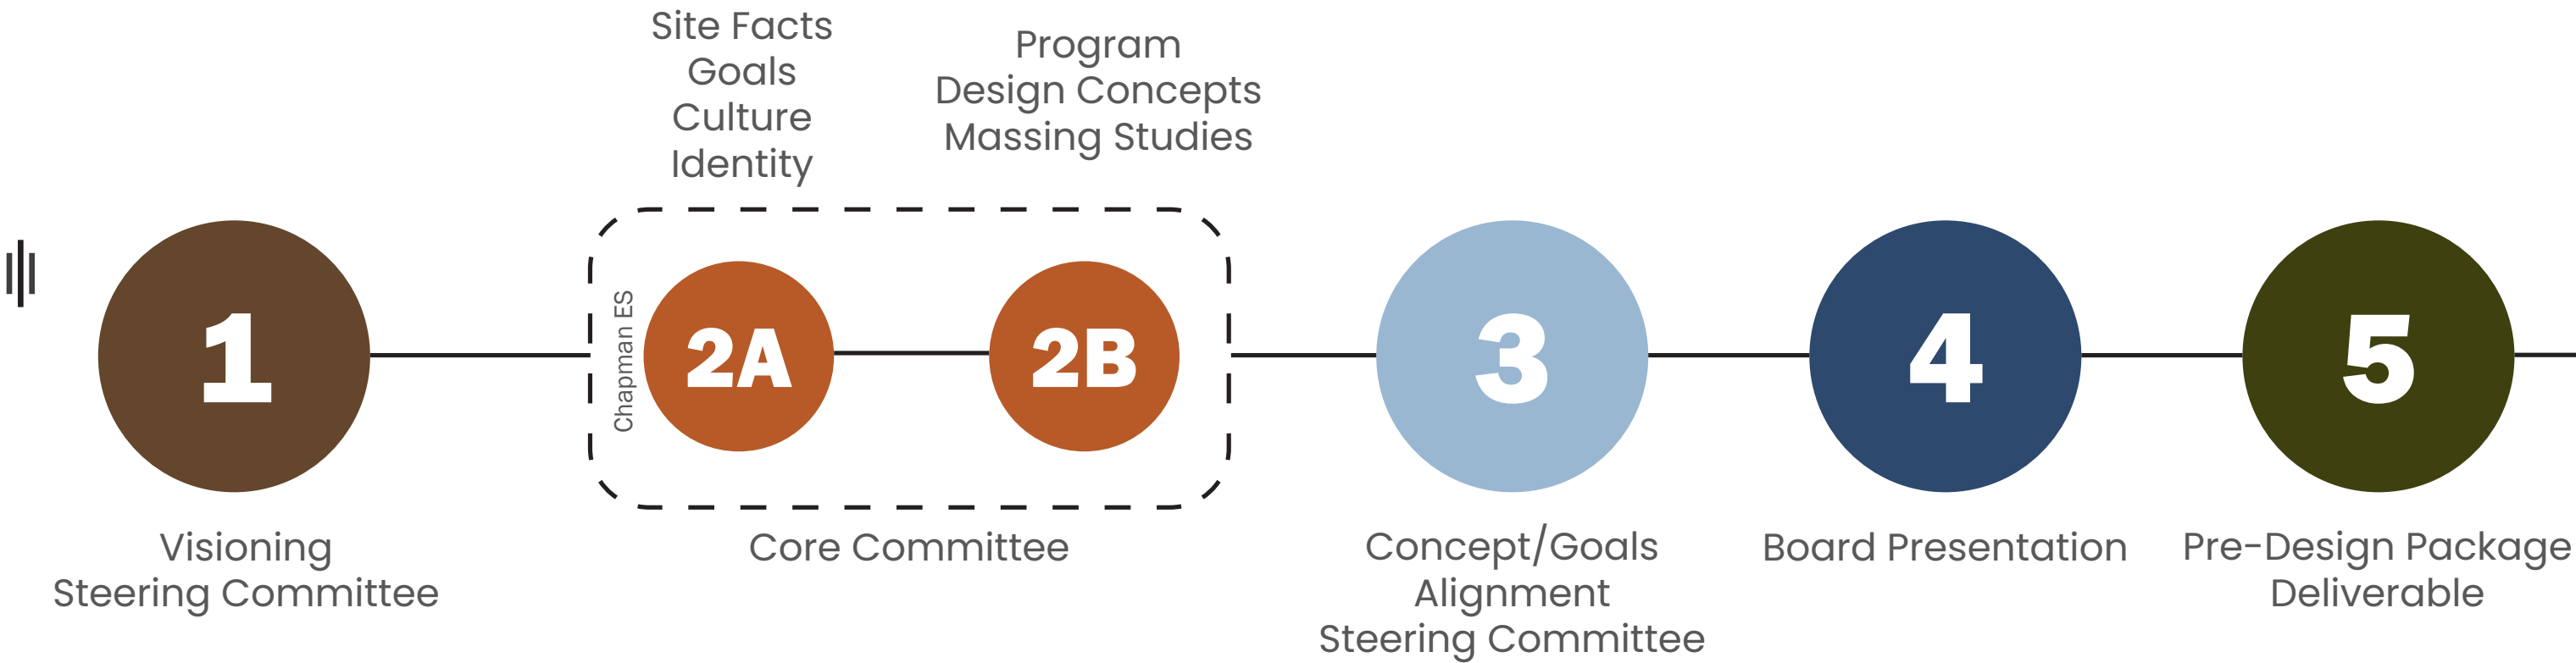 Site Facts
Goals
Culture
Identity
Program
Design Concepts
Massing Studies
1
Chapman ES
2A
2B
3
4
5
Visioning
Steering Committee
Core Committee
Concept/Goals
Alignment
Steering Committee
Board Presentation
Pre-Design Package
Deliverable